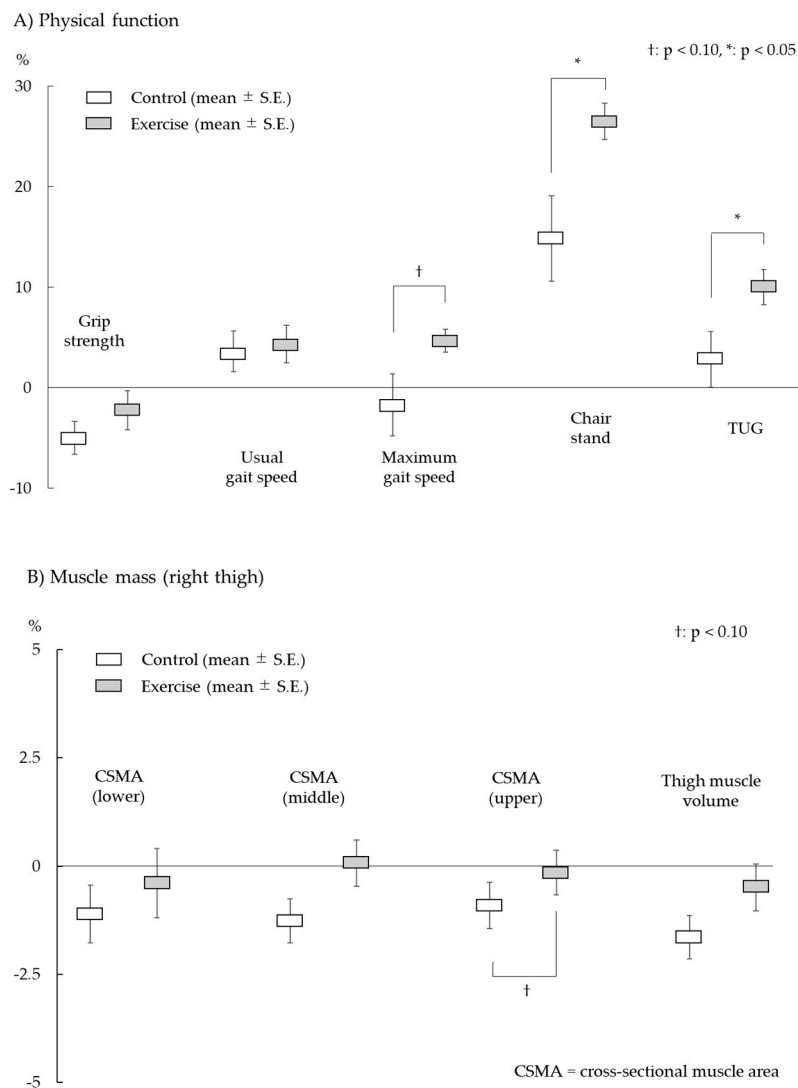 A) Physical function
%
†: p < 0.10, *: p < 0.05
30
Control (mean ± S.E.)
Exercise (mean ± S.E.)
*
20
*
†
10
Grip
strength
0
Chair
stand
TUG
Usual
gait speed
Maximum
gait speed
-10
B) Muscle mass (right thigh)
%
†: p < 0.10
5
Control (mean ± S.E.)
Exercise (mean ± S.E.)
2.5
CSMA
(lower)
CSMA
(middle)
CSMA
(upper)
Thigh muscle
volume
0
-2.5
†
CSMA = cross-sectional muscle area
-5